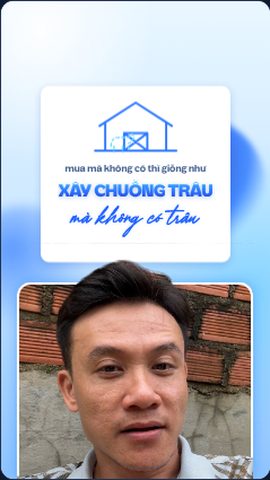 mua mà không có thì giống như
XÂY CHUỒNG TRÂU
mà không có trâu